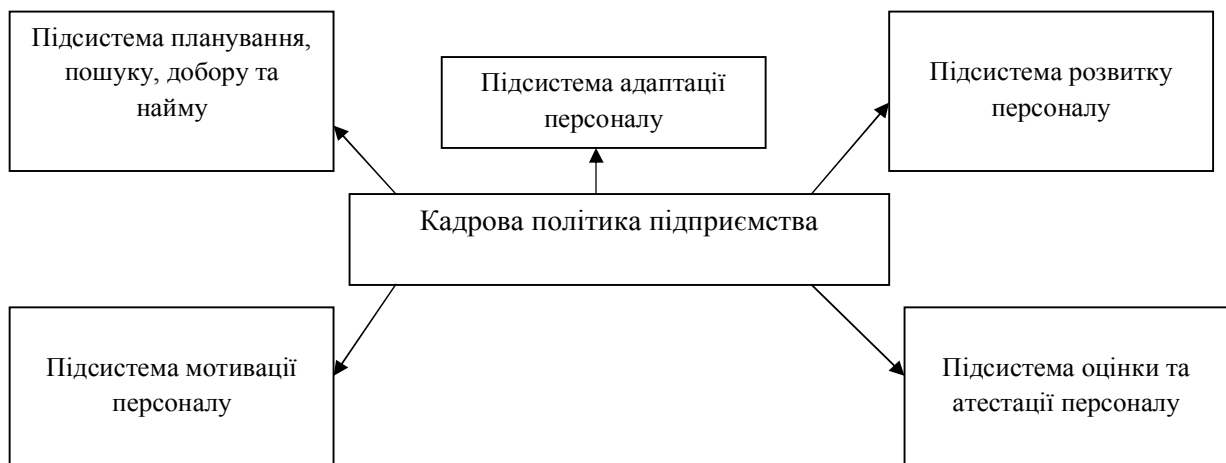 Підсистема планування,
пошуку, добору та
найму
Підсистема адаптації
персоналу
Підсистема розвитку
персоналу
Кадрова політика підприємства
Підсистема мотивації
персоналу
Підсистема оцінки та
атестації персоналу